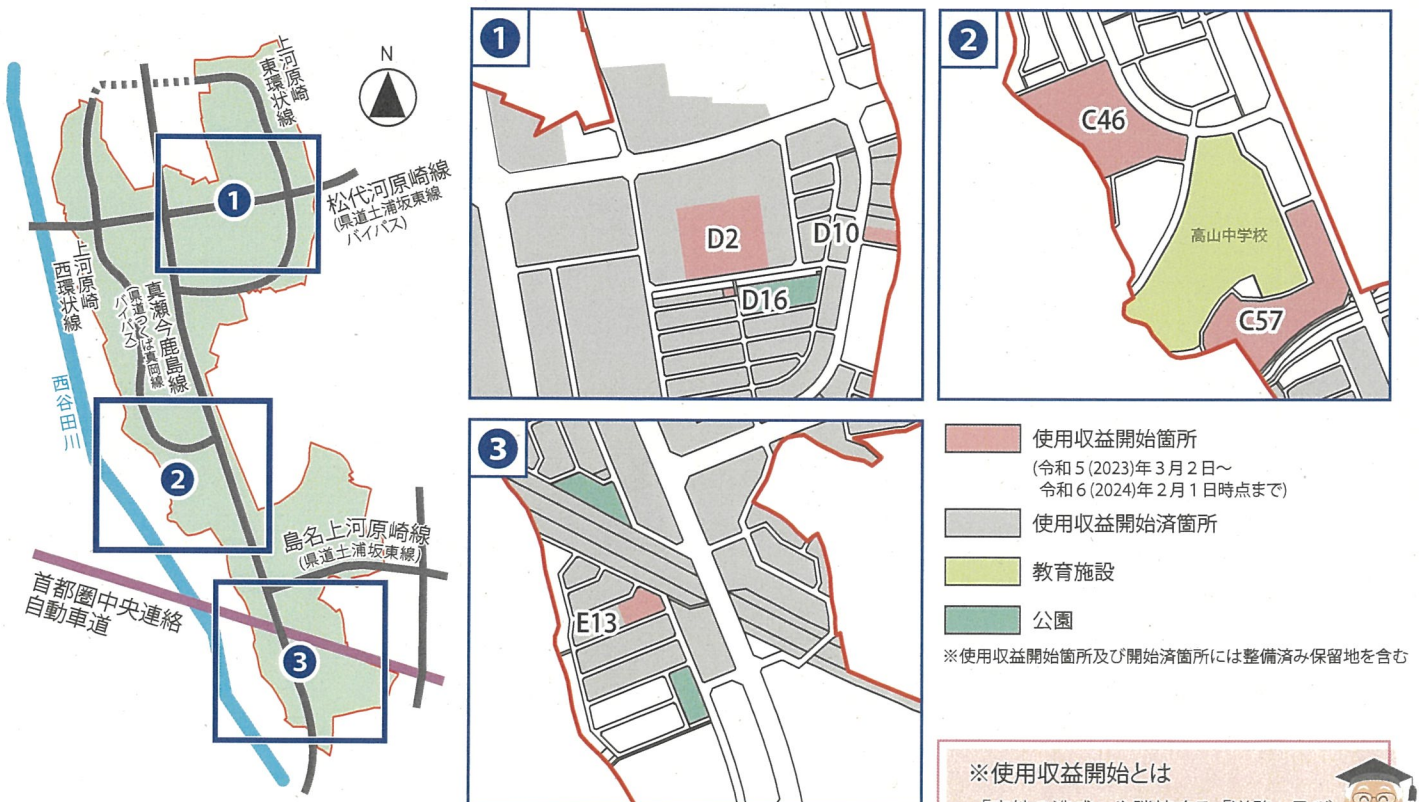 上河原崎
東環状線
N
1
松代河原崎線
(県道土浦坂東線
バイパス)
上河原崎
西環状線
真瀬今鹿島線
(県道つくば真岡線
バイパス)
西谷田川
2
島名上河原崎線
(県道土浦坂東線)
首都圏中央連絡
自動車道
3
1
D2
D10
D16
2
C46
高山中学校
C57
3
E13
使用収益開始箇所
(令和5(2023)年3月2日～
令和6(2024)年2月1日時点まで)
使用収益開始済箇所
教育施設
公園
※使用収益開始箇所及び開始済箇所には整備済み保留地を含む
※使用収益開始とは